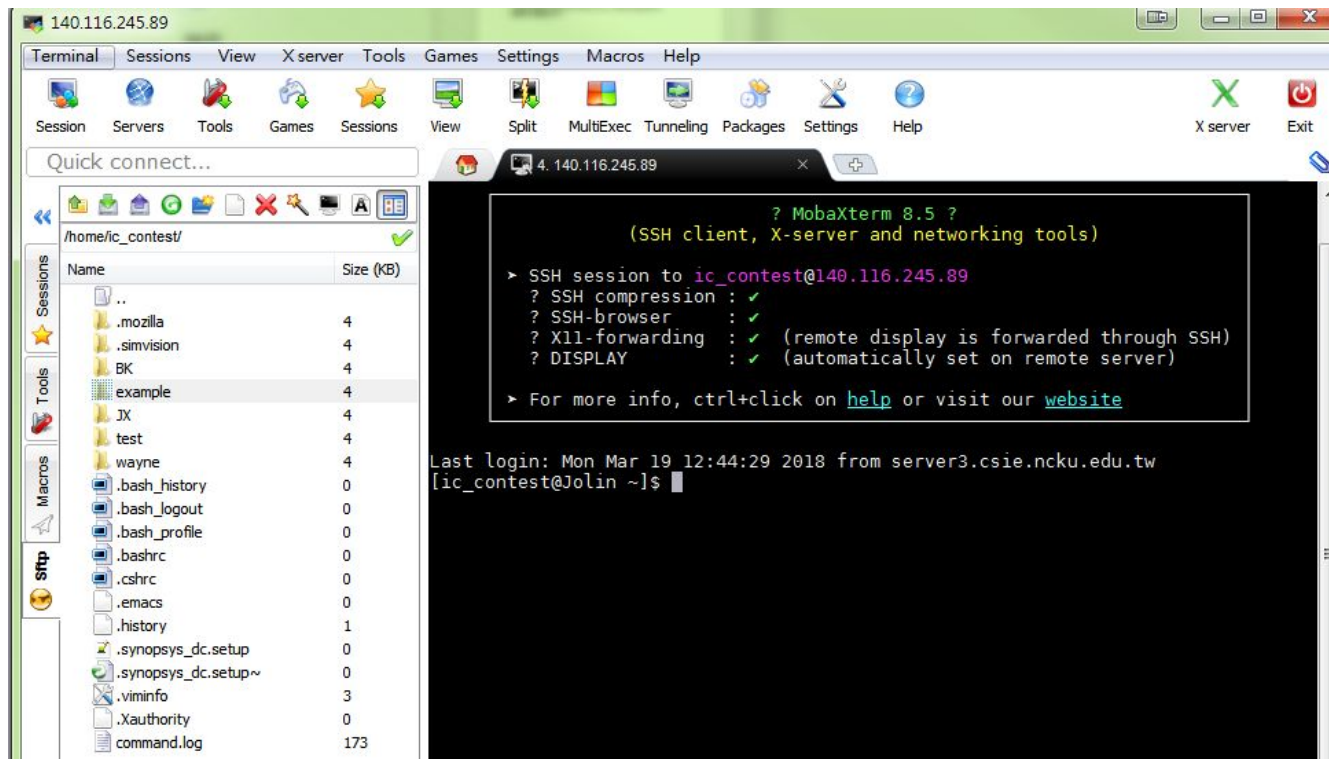 140.116.245.89
Terminal Sessions View X server Tools Games Settings Macros Help
Session Servers Tools Games Sessions View Split MultiExec Tunneling Packages Settings Help X server Exit
Quick connect...
4. 140.116.245.89
/home/ic_contest/
Name Size (KB)
..
.mozilla 4
.simvision 4
BK 4
example 4
JX 4
test 4
wayne 4
.bash_history 0
.bash_logout 0
.bash_profile 0
.bashrc 0
.cshrc 0
.emacs 0
.history 1
.synopsys_dc.setup 0
.synopsys_dc.setup~ 0
.viminfo 3
.Xauthority 0
command.log 173
Sessions
Tools
Macros
Sftp
? MobaXterm 8.5 ?
(SSH client, X-server and networking tools)
➤ SSH session to ic_contest@140.116.245.89
? SSH compression : ✔
? SSH-browser : ✔
? X11-forwarding : ✔ (remote display is forwarded through SSH)
? DISPLAY : ✔ (automatically set on remote server)
➤ For more info, ctrl+click on help or visit our website
Last login: Mon Mar 19 12:44:29 2018 from server3.csie.ncku.edu.tw
[ic_contest@Jolin ~]$